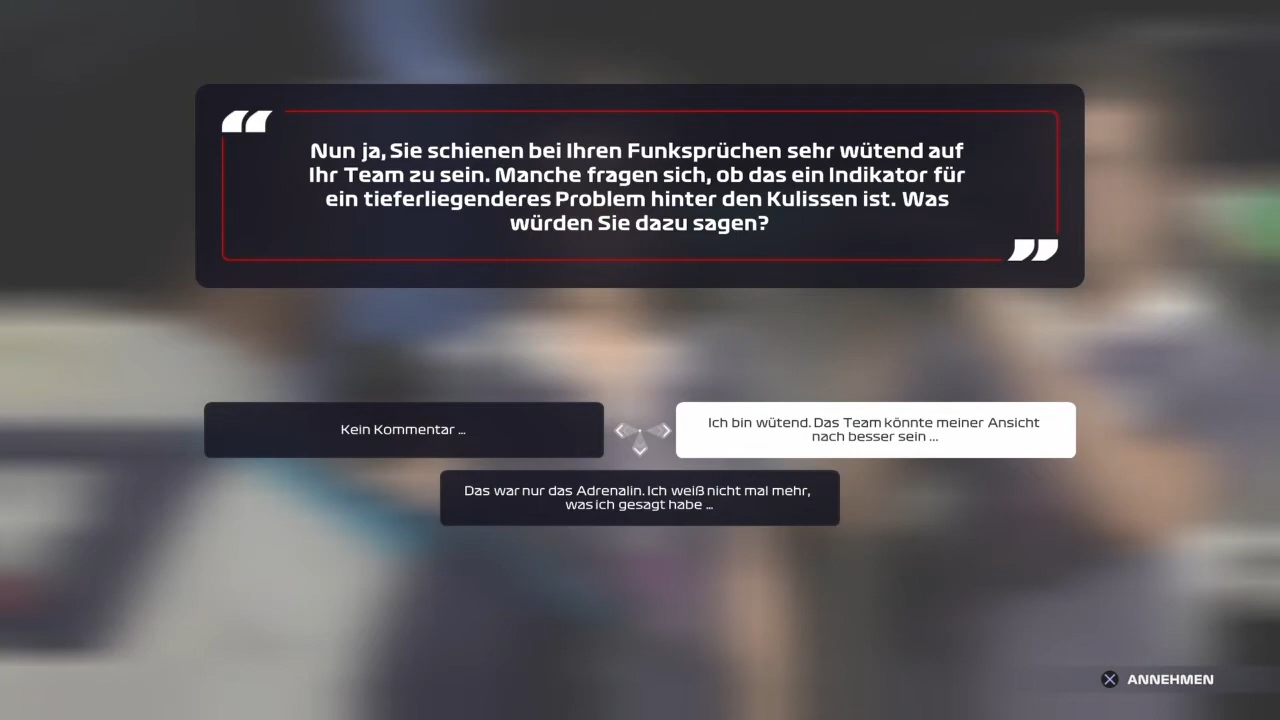 Nun ja, Sie schienen bei Ihren Funksprüchen sehr wütend auf
Ihr Team zu sein. Manche fragen sich, ob das ein Indikator für
ein tieferliegenderes Problem hinter den Kulissen ist. Was
würden Sie dazu sagen?
Kein Kommentar ...
Ich bin wütend. Das Team könnte meiner Ansicht
nach besser sein ...
Das war nur das Adrenalin. Ich weiß nicht mal mehr,
was ich gesagt habe ...
ANNEHMEN